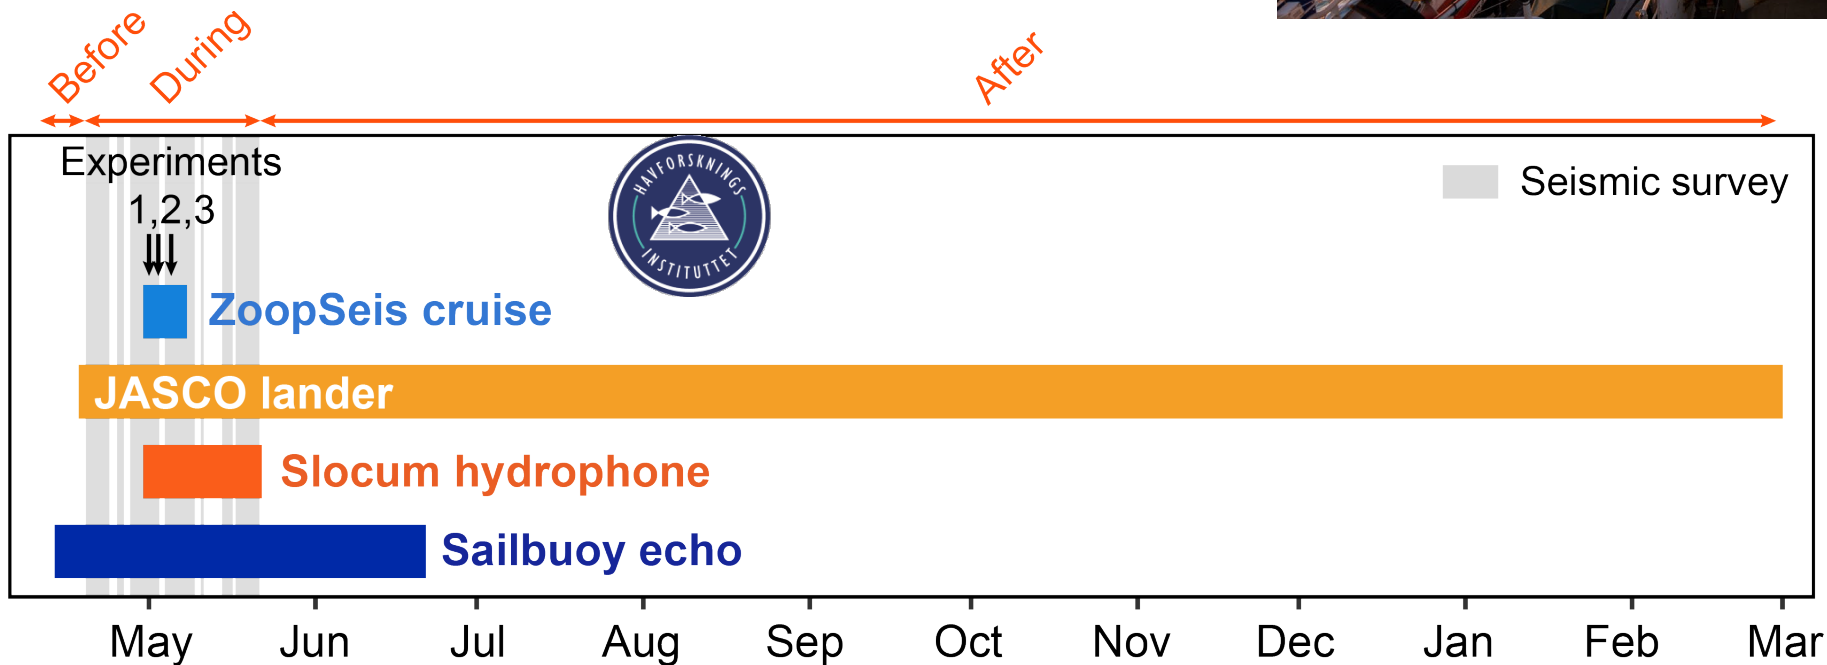 Before
During
After
Experiments
1,2,3
HAVFORSKNINGS
INSTITUTTET
Seismic survey
ZoopSeis cruise
JASCO lander
Slocum hydrophone
Sailbuoy echo
May Jun Jul Aug Sep Oct Nov Dec Jan Feb Mar